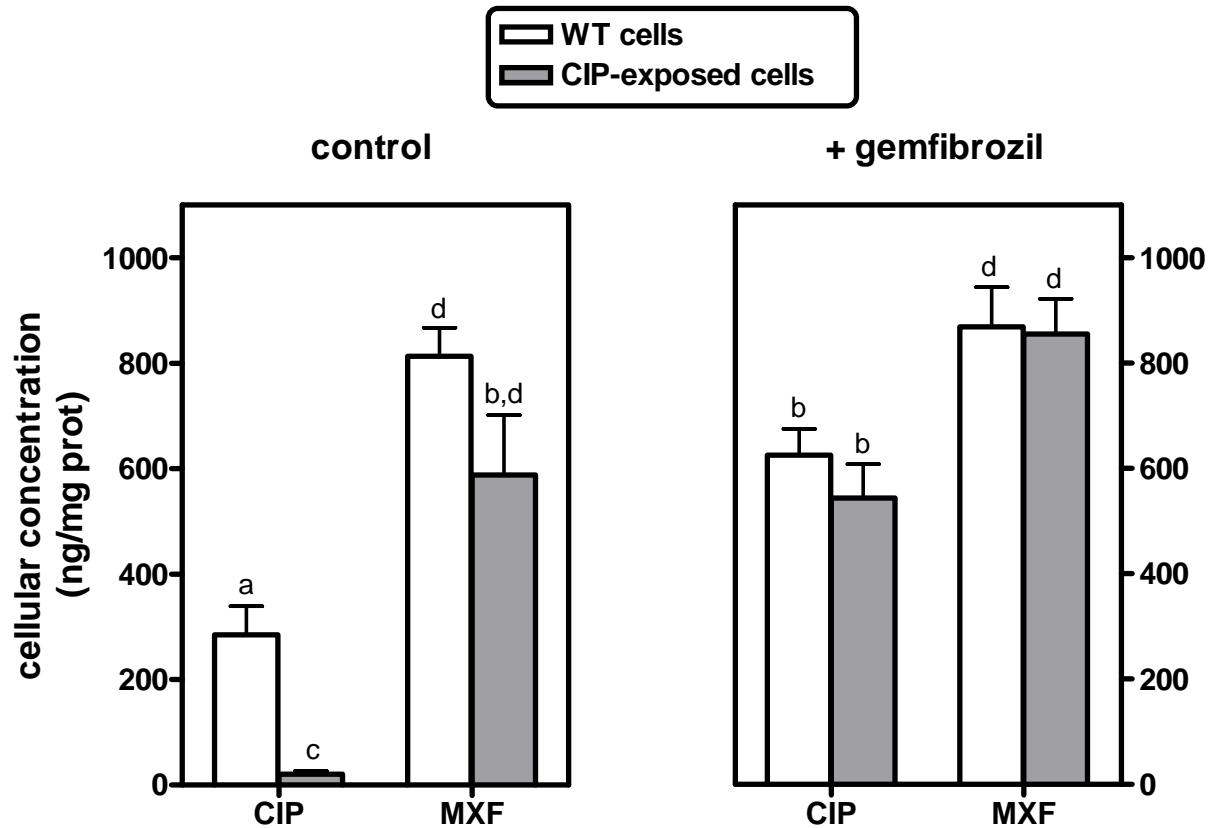 WT cells
CIP-exposed cells
control
+ gemfibrozil
cellular concentration
(ng/mg prot)
1000
800
600
400
200
0
a
c
d
b,d
CIP
MXF
b
b
d
d
1000
800
600
400
200
0
CIP
MXF